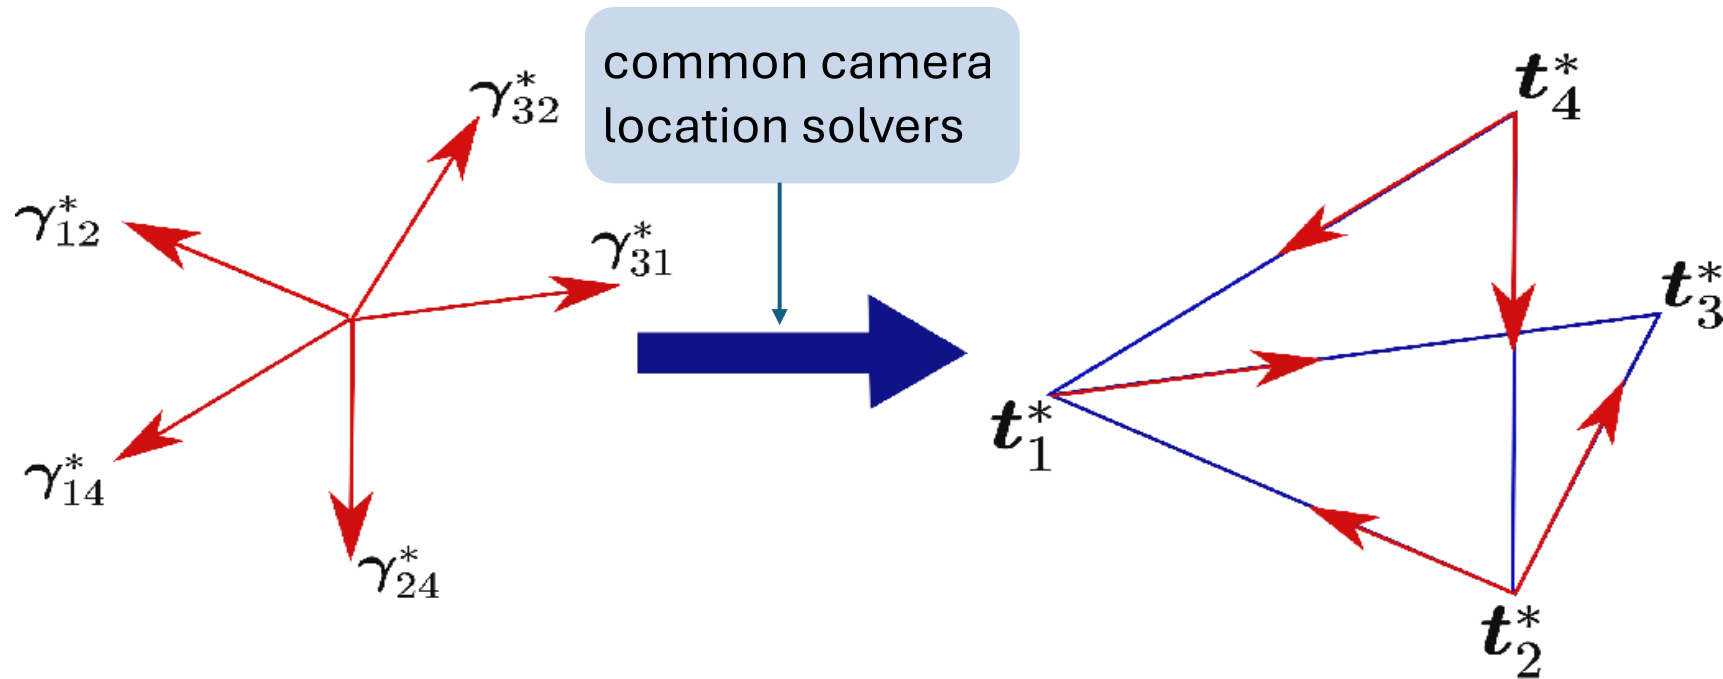 common camera
location solvers
γ*₃₂
γ*₁₂
γ*₃₁
γ*₁₄
γ*₂₄
t*₄
t*₃
t*₁
t*₂